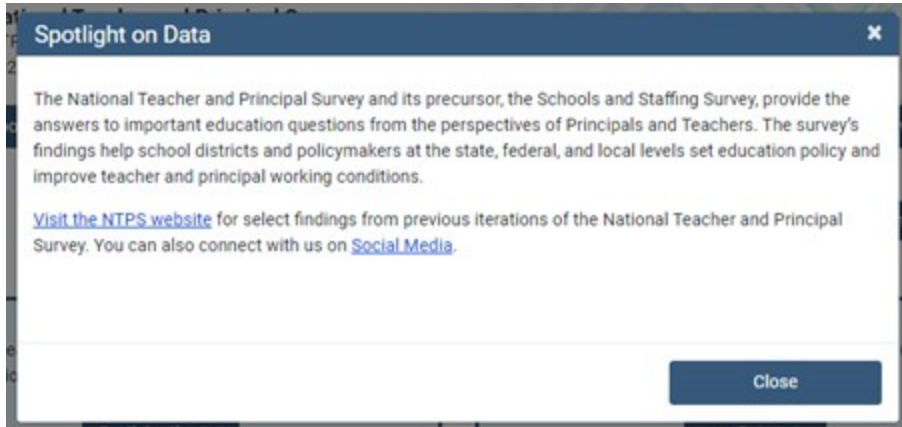 Spotlight on Data
The National Teacher and Principal Survey and its precursor, the Schools and Staffing Survey, provide the
answers to important education questions from the perspectives of Principals and Teachers. The survey's
findings help school districts and policymakers at the state, federal, and local levels set education policy and
improve teacher and principal working conditions.
Visit the NTPS website for select findings from previous iterations of the National Teacher and Principal
Survey. You can also connect with us on Social Media.
Close